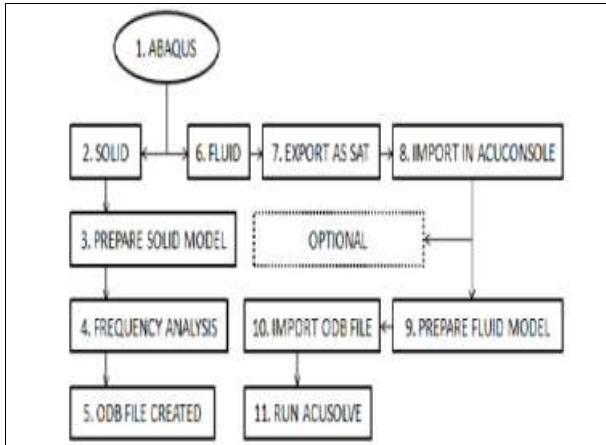 1. ABAQUS
2. SOLID
6. FLUID
7. EXPORT AS SAT
8. IMPORT IN ACUCONSOLE
3. PREPARE SOLID MODEL
OPTIONAL
4. FREQUENCY ANALYSIS
10. IMPORT ODB FILE
9. PREPARE FLUID MODEL
5. ODB FILE CREATED
11. RUN ACUSOLVE